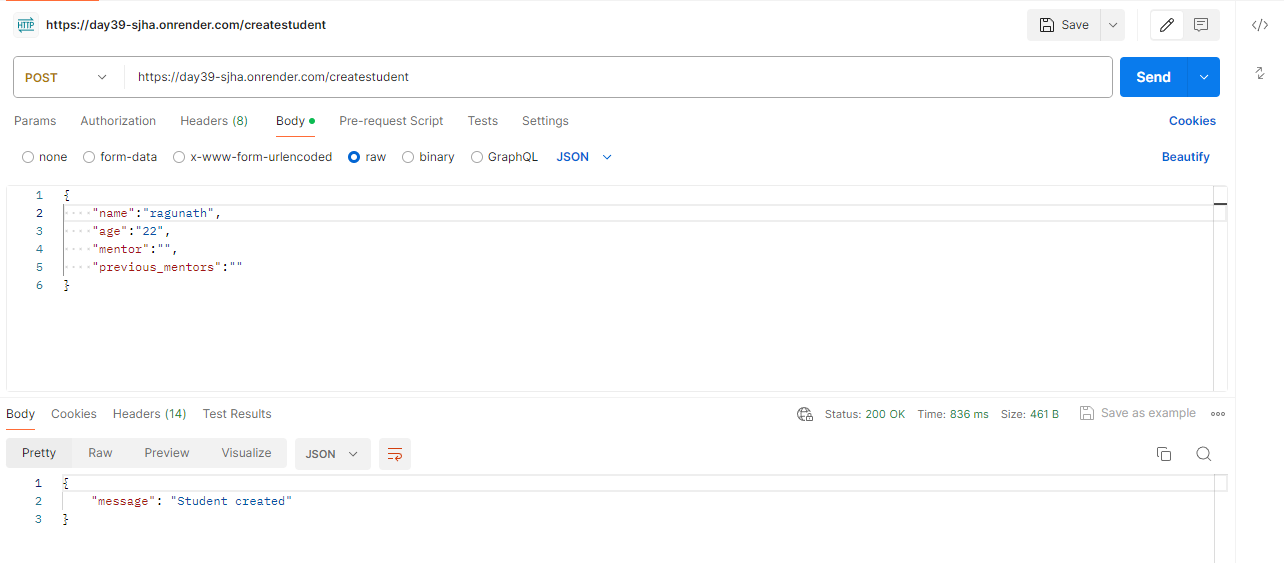 HTTP https://day39-sjha.onrender.com/createstudent Save </>
POST https://day39-sjha.onrender.com/createstudent Send
Params Authorization Headers (8) Body Pre-request Script Tests Settings Cookies
none form-data x-www-form-urlencoded raw binary GraphQL JSON Beautify
1 {
2 "name":"ragunath",
3 "age":"22",
4 "mentor":"",
5 "previous_mentors":""
6 }
Body Cookies Headers (14) Test Results Status: 200 OK Time: 836 ms Size: 461 B Save as example
Pretty Raw Preview Visualize JSON
1 {
2 "message": "Student created"
3 }